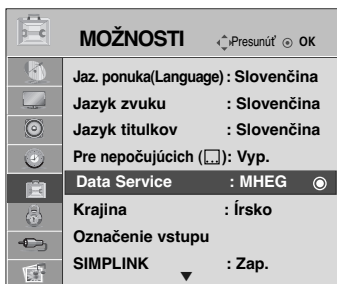 MOŽNOSTI Presunúť OK
Jaz. ponuka(Language) : Slovenčina
Jazyk zvuku : Slovenčina
Jazyk titulkov : Slovenčina
Pre nepočujúcich ( ): Vyp.
Data Service : MHEG
Krajina : Írsko
Označenie vstupu
SIMPLINK : Zap.